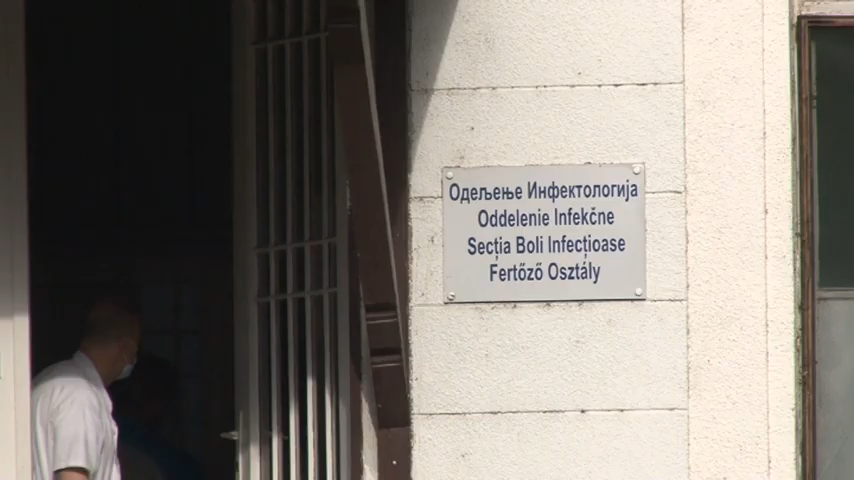 Одељење Инфектологија
Oddelenie Infekčne
Secția Boli Infecțioase
Fertőző Osztály